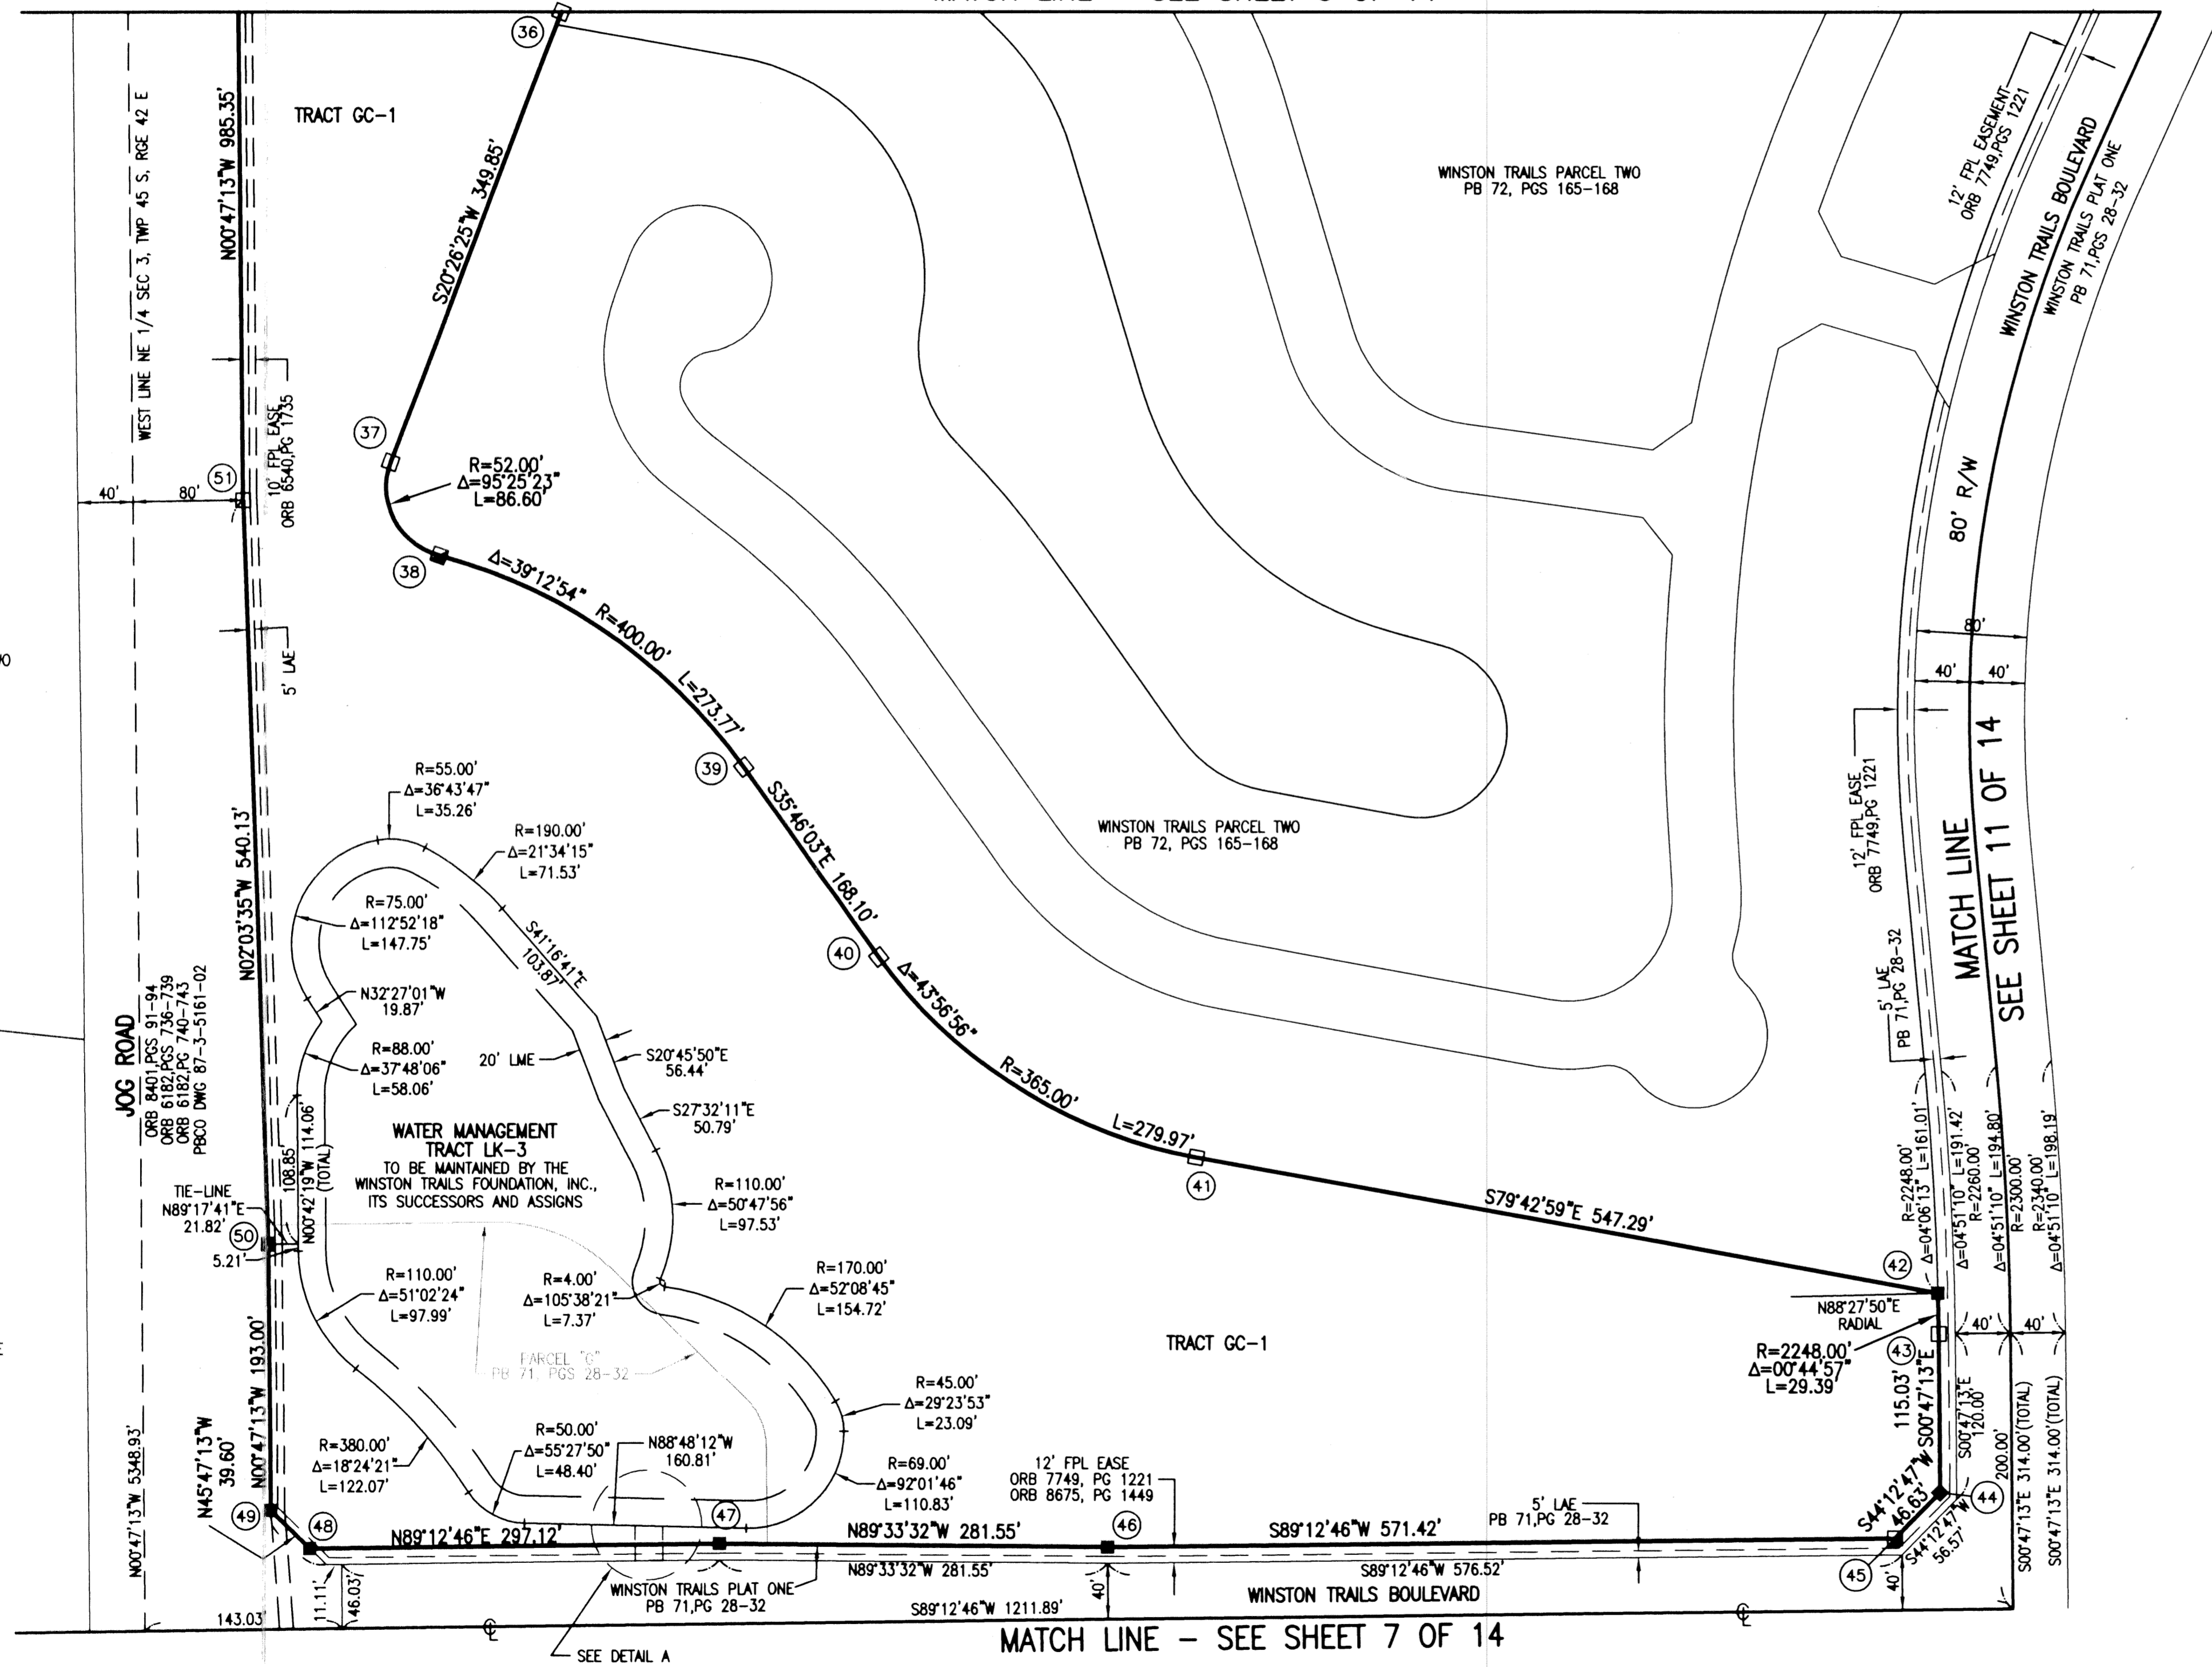 36
TRACT GC-1
N00°47'13"W 985.35'
WEST LINE NE 1/4 SEC 3, TWP 45 S, RGE 42 E
S20°26'25"W 349.85'
WINSTON TRAILS PARCEL TWO
PB 72, PGS 165-168
12' FPL EASEMENT
ORB 7749,PGS 1221
WINSTON TRAILS BOULEVARD
WINSTON TRAILS PLAT ONE
PB 71,PGS 28-32
10' FPL EASE
ORB 6540,PG 1735
37
R=52.00'
Δ=95°25'23"
L=86.60'
51
40'
80'
38
Δ=39°12'54"
R=400.00'
L=273.77'
80' R/W
80'
40'
40'
5' LAE
39
S35°46'03"E 168.10'
R=55.00'
Δ=36°43'47"
L=35.26'
R=190.00'
Δ=21°34'15"
L=71.53'
WINSTON TRAILS PARCEL TWO
PB 72, PGS 165-168
12' FPL EASE
ORB 7749,PG 1221
MATCH LINE
SEE SHEET 11 OF 14
N02°03'35"W 540.13'
R=75.00'
Δ=112°52'18"
L=147.75'
S41°16'41"E
103.87'
40
Δ=43°56'56"
R=365.00'
L=279.97'
5' LAE
PB 71,PG 28-32
N32°27'01"W
19.87'
JOG ROAD
ORB 8401,PGS 91-94
ORB 6182,PGS 736-739
ORB 6182,PG 740-743
PBCO DWG 87-3-5161-02
R=88.00'
Δ=37°48'06"
L=58.06'
20' LME
S20°45'50"E
56.44'
S27°32'11"E
50.79'
108.85'
N00°42'19"W 114.06'
(TOTAL)
WATER MANAGEMENT
TRACT LK-3
TO BE MAINTAINED BY THE
WINSTON TRAILS FOUNDATION, INC.,
ITS SUCCESSORS AND ASSIGNS
41
S79°42'59"E 547.29'
R=2248.00'
Δ=04°06'13" L=161.01'
Δ=04°51'10" L=191.42'
R=2260.00'
Δ=04°51'10" L=194.80'
R=2300.00'
R=2340.00'
Δ=04°51'10" L=198.19'
TIE-LINE
N89°17'41"E
21.82'
50
5.21'
R=110.00'
Δ=50°47'56"
L=97.53'
R=110.00'
Δ=51°02'24"
L=97.99'
R=4.00'
Δ=105°38'21"
L=7.37'
R=170.00'
Δ=52°08'45"
L=154.72'
42
N88°27'50"E
RADIAL
TRACT GC-1
PARCEL "G"
PB 71, PGS 28-32
R=2248.00'
Δ=00°44'57"
L=29.39'
43
40'
40'
115.03'
S00°47'13"E
S00°47'13"E
120.00'
200.00'
S00°47'13"E 314.00'(TOTAL)
S00°47'13"E 314.00'(TOTAL)
N00°47'13"W 193.00'
N00°47'13"W 5348.93'
N45°47'13"W
39.60'
R=380.00'
Δ=18°24'21"
L=122.07'
R=50.00'
Δ=55°27'50"
L=48.40'
N88°48'12"W
160.81'
R=45.00'
Δ=29°23'53"
L=23.09'
R=69.00'
Δ=92°01'46"
L=110.83'
12' FPL EASE
ORB 7749, PG 1221
ORB 8675, PG 1449
5' LAE
PB 71,PG 28-32
44
S44°12'47"W
46.63'
S44°12'47"W
56.57'
49
48
47
46
45
N89°12'46"E 297.12'
N89°33'32"W 281.55'
S89°12'46"W 571.42'
N89°33'32"W 281.55'
S89°12'46"W 576.52'
11.11'
46.03'
143.03'
WINSTON TRAILS PLAT ONE
PB 71,PG 28-32
S89°12'46"W 1211.89'
40'
WINSTON TRAILS BOULEVARD
40'
SEE DETAIL A
MATCH LINE - SEE SHEET 7 OF 14